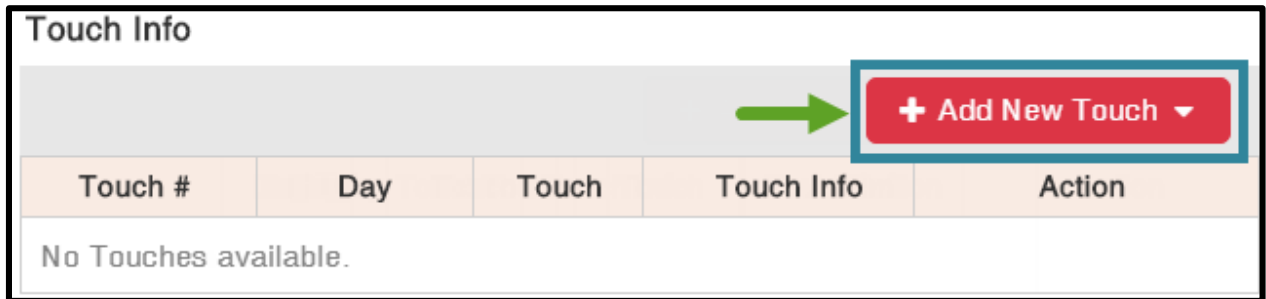 Touch Info
+ Add New Touch
Touch # Day Touch Touch Info Action
No Touches available.